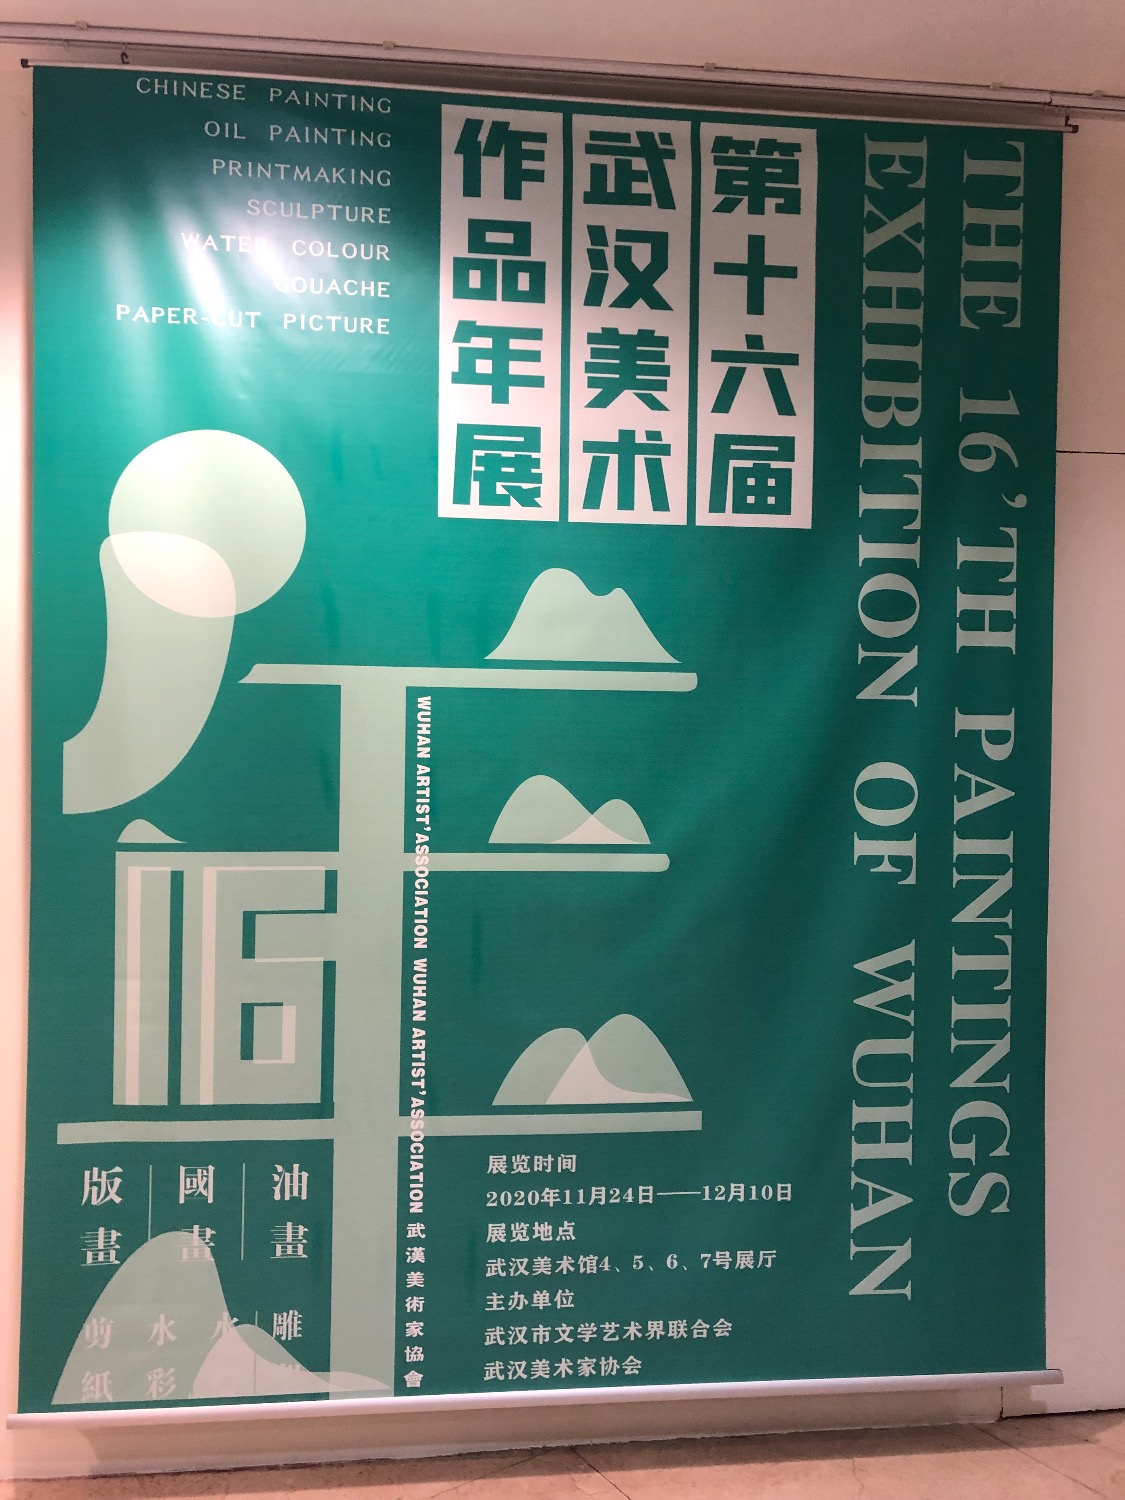 CHINESE PAINTING
OIL PAINTING
PRINTMAKING
SCULPTURE
WATER COLOUR
GOUACHE
PAPER-CUT PICTURE
第十六届
武汉美术
作品年展
THE 16'TH PAINTINGS
EXHIBITION OF WUHAN
16
WUHAN ARTIST'ASSOCIATION WUHAN ARTIST'ASSOCIATION 武漢美術家協會
油畫
國畫
版畫
雕
水
水彩
剪紙
展览时间
2020年11月24日——12月10日
展览地点
武汉美术馆4、5、6、7号展厅
主办单位
武汉市文学艺术界联合会
武汉美术家协会